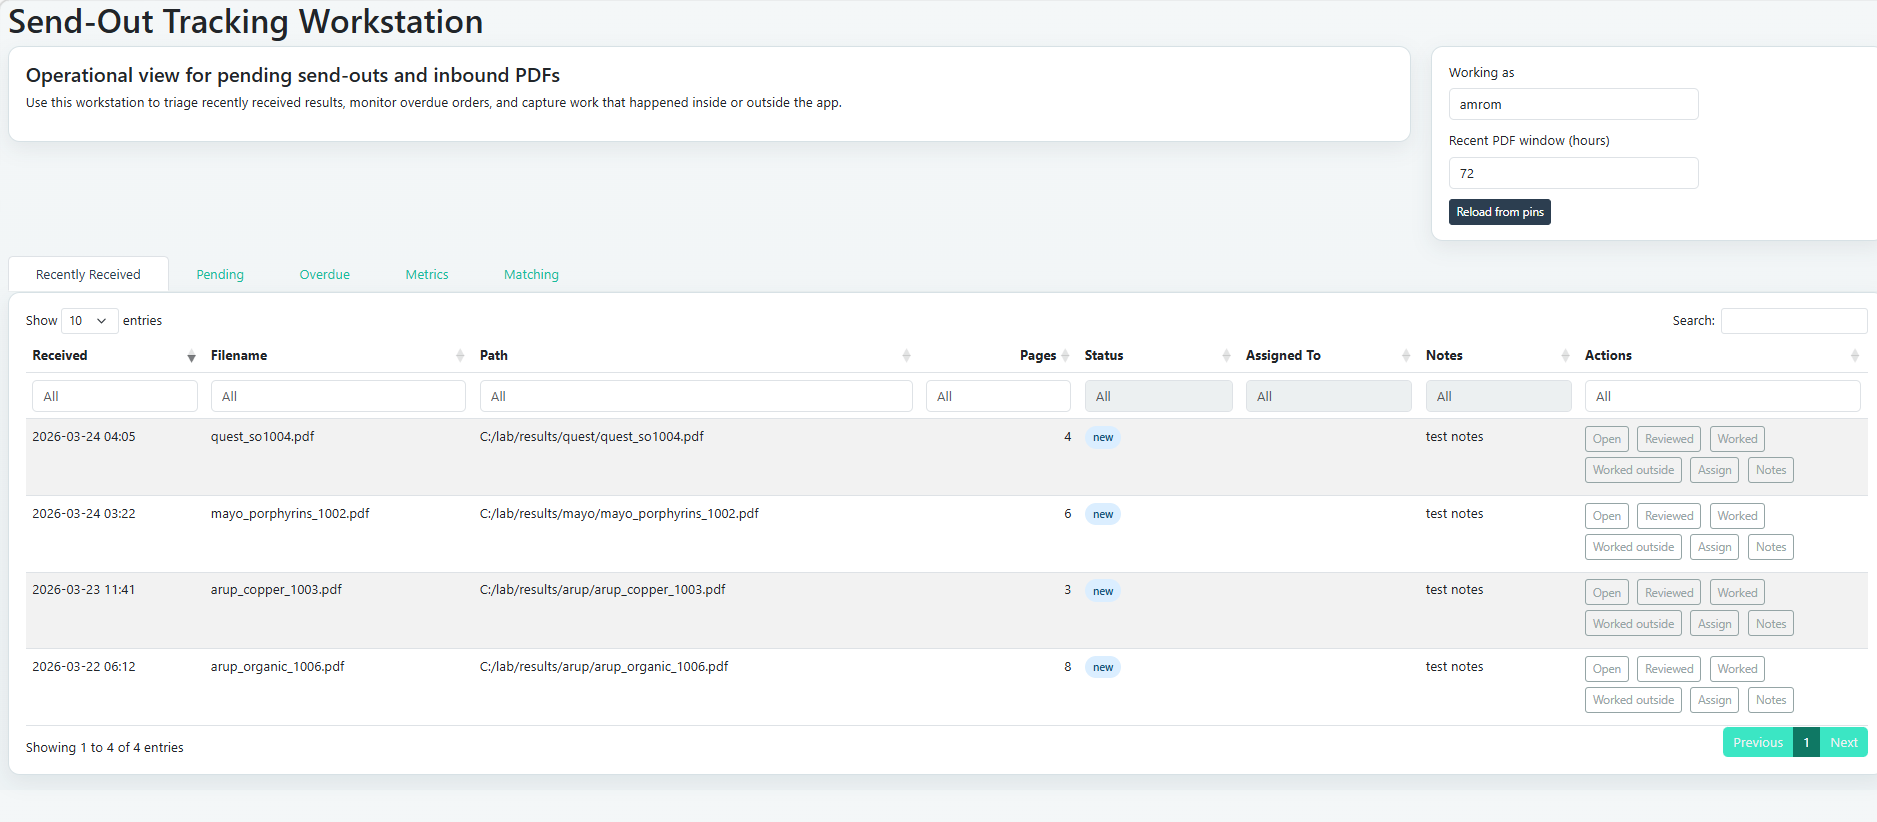 Send-Out Tracking Workstation
Operational view for pending send-outs and inbound PDFs
Use this workstation to triage recently received results, monitor overdue orders, and capture work that happened inside or outside the app.
Working as
amrom
Recent PDF window (hours)
72
Reload from pins
Recently Received Pending Overdue Metrics Matching
Show 10 entries Search:
Received Filename Path Pages Status Assigned To Notes Actions
All All All All All All All All
2026-03-24 04:05 quest_so1004.pdf C:/lab/results/quest/quest_so1004.pdf 4 new test notes Open Reviewed Worked
Worked outside Assign Notes
2026-03-24 03:22 mayo_porphyrins_1002.pdf C:/lab/results/mayo/mayo_porphyrins_1002.pdf 6 new test notes Open Reviewed Worked
Worked outside Assign Notes
2026-03-23 11:41 arup_copper_1003.pdf C:/lab/results/arup/arup_copper_1003.pdf 3 new test notes Open Reviewed Worked
Worked outside Assign Notes
2026-03-22 06:12 arup_organic_1006.pdf C:/lab/results/arup/arup_organic_1006.pdf 8 new test notes Open Reviewed Worked
Worked outside Assign Notes
Showing 1 to 4 of 4 entries Previous 1 Next